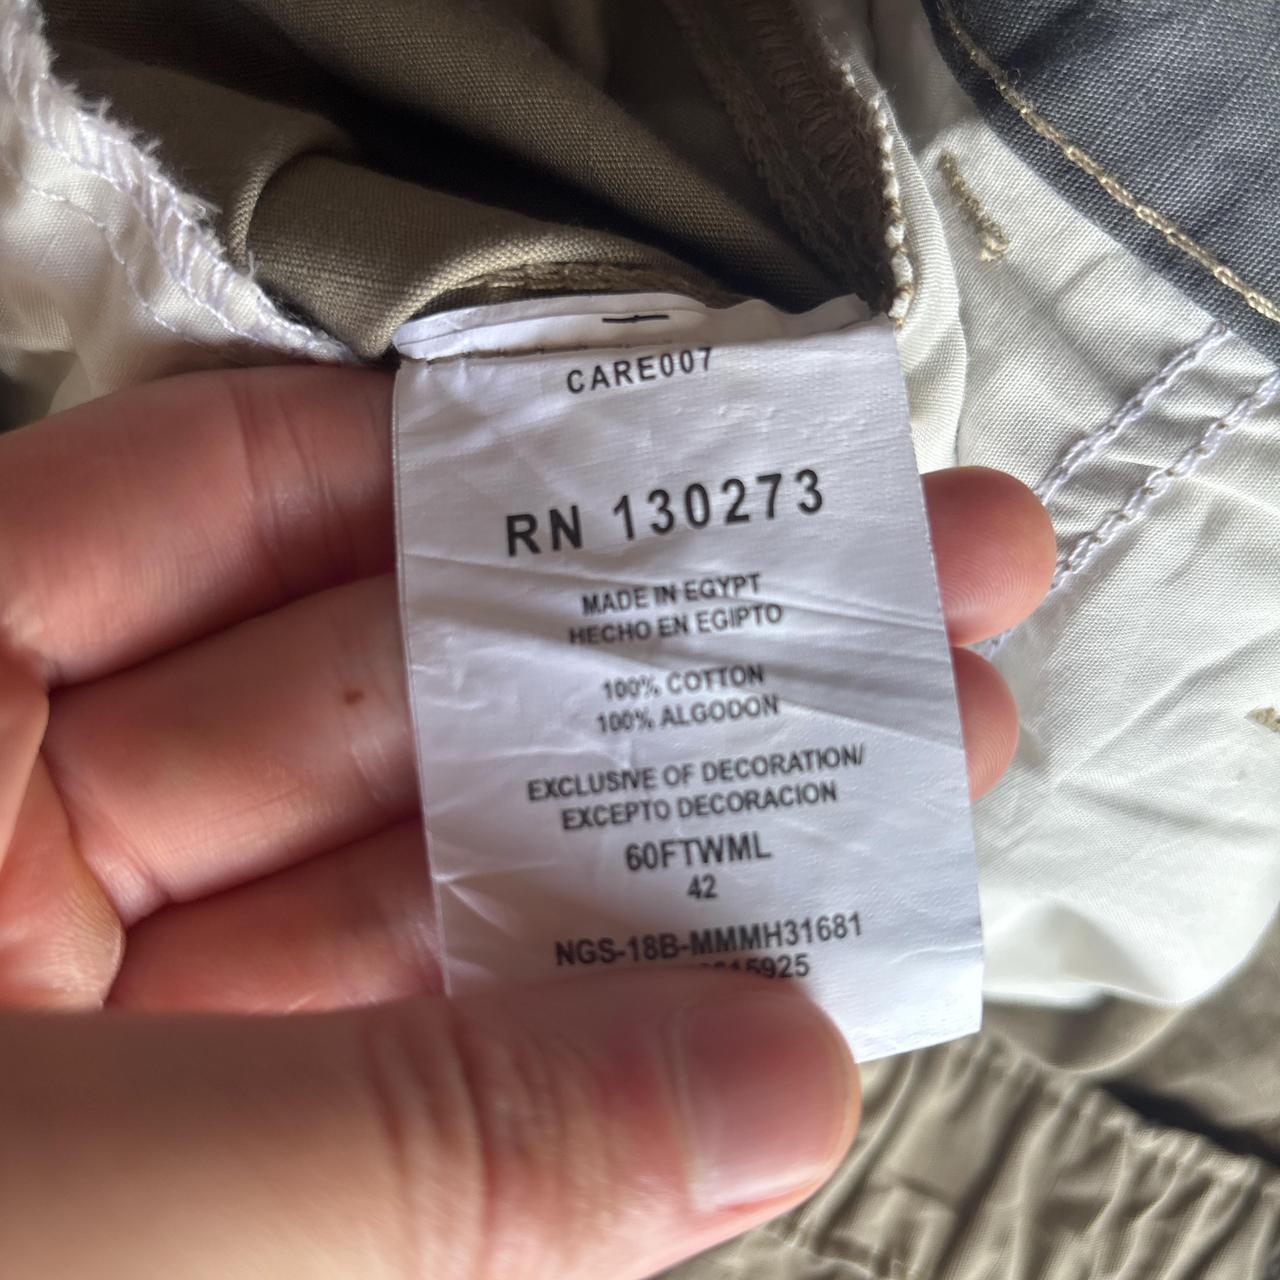 CARE007
RN 130273
MADE IN EGYPT
HECHO EN EGIPTO
100% COTTON
100% ALGODON
EXCLUSIVE OF DECORATION/
EXCEPTO DECORACION
60FTWML
42
NGS-18B-MMMH31681
15925